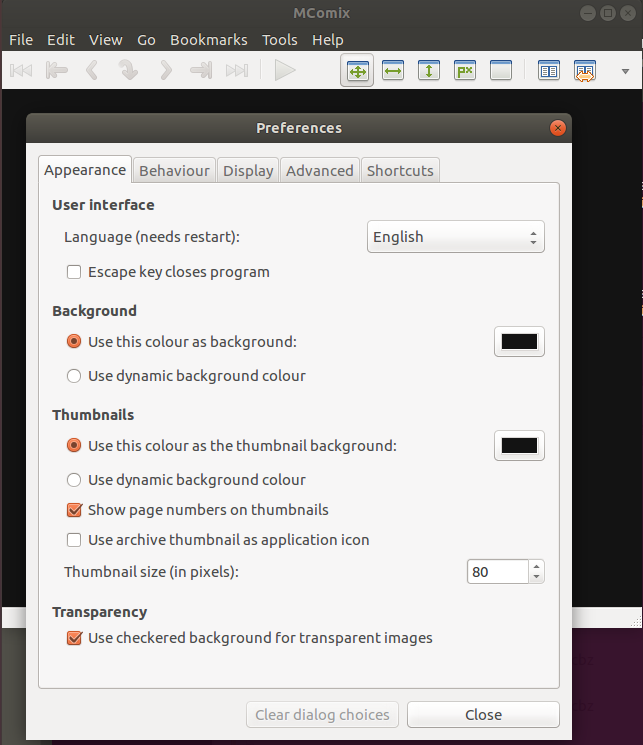 MComix
File Edit View Go Bookmarks Tools Help
px
Preferences
Appearance Behaviour Display Advanced Shortcuts
User interface
Language (needs restart): English
Escape key closes program
Background
Use this colour as background:
Use dynamic background colour
Thumbnails
Use this colour as the thumbnail background:
Use dynamic background colour
Show page numbers on thumbnails
Use archive thumbnail as application icon
Thumbnail size (in pixels): 80
Transparency
Use checkered background for transparent images
Clear dialog choices Close